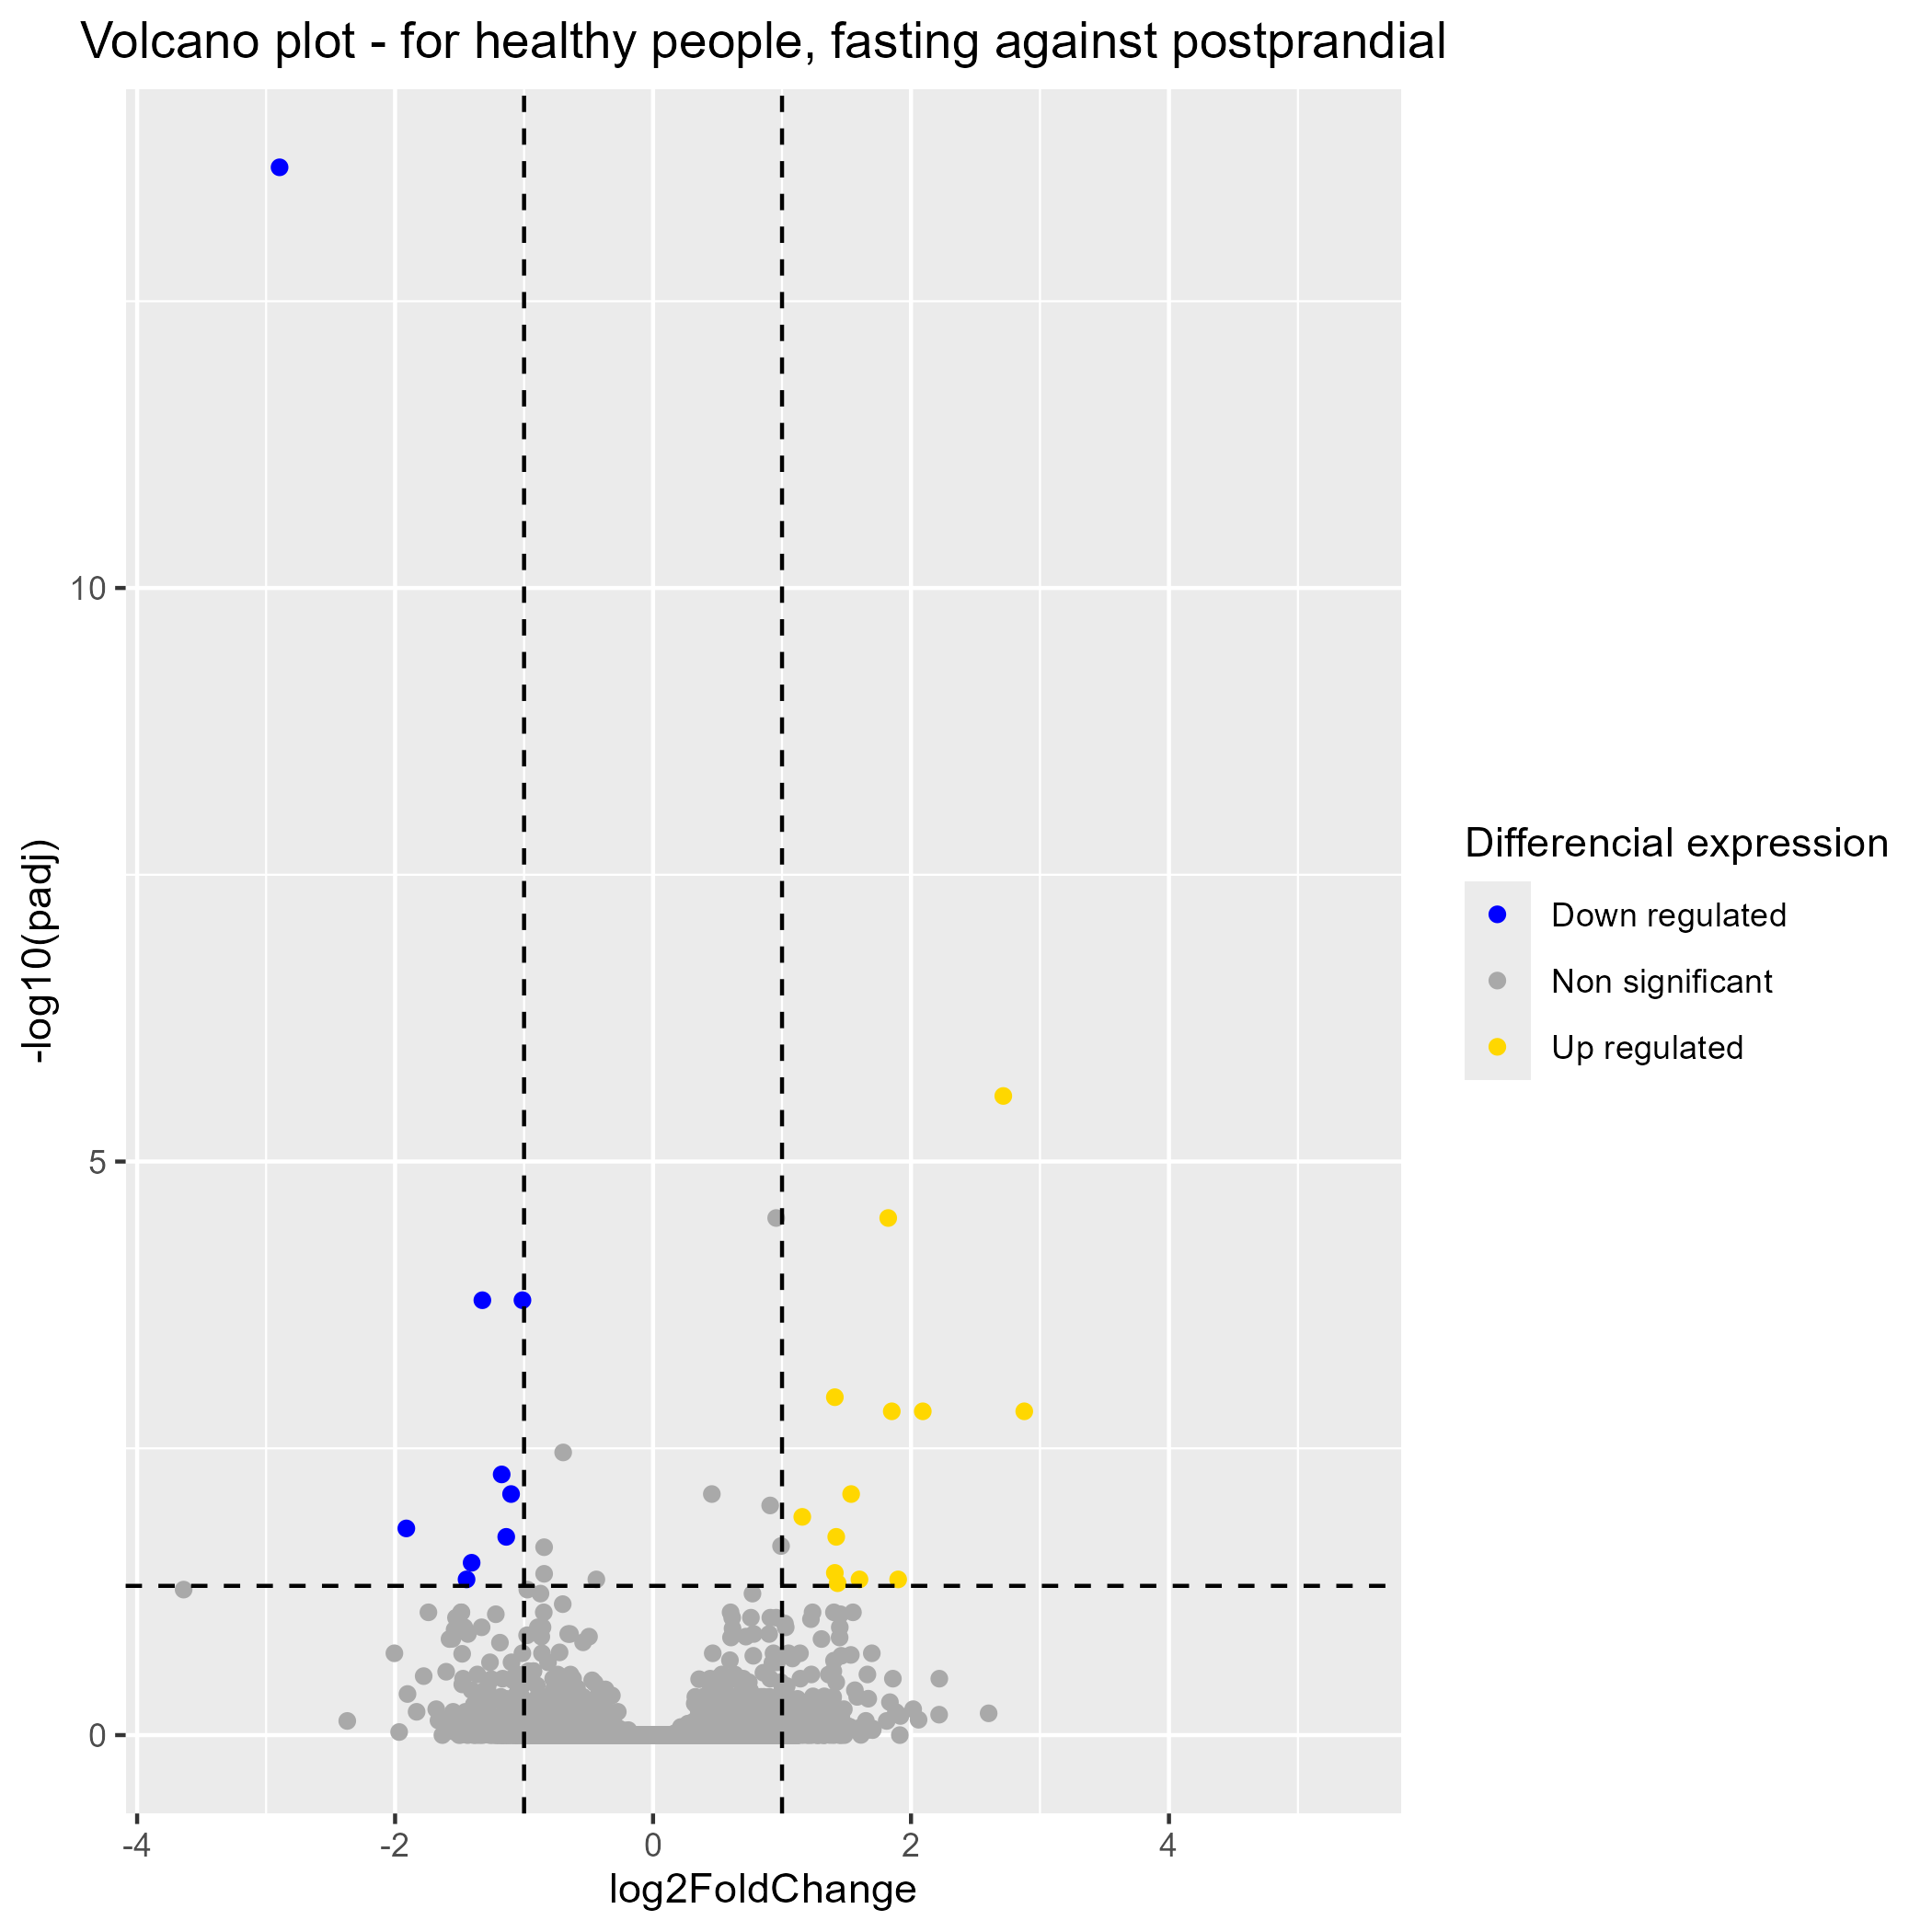 Volcano plot - for healthy people, fasting against postprandial
-log10(padj)
10
5
0
-4 -2 0 2 4
log2FoldChange
Differencial expression
Down regulated
Non significant
Up regulated